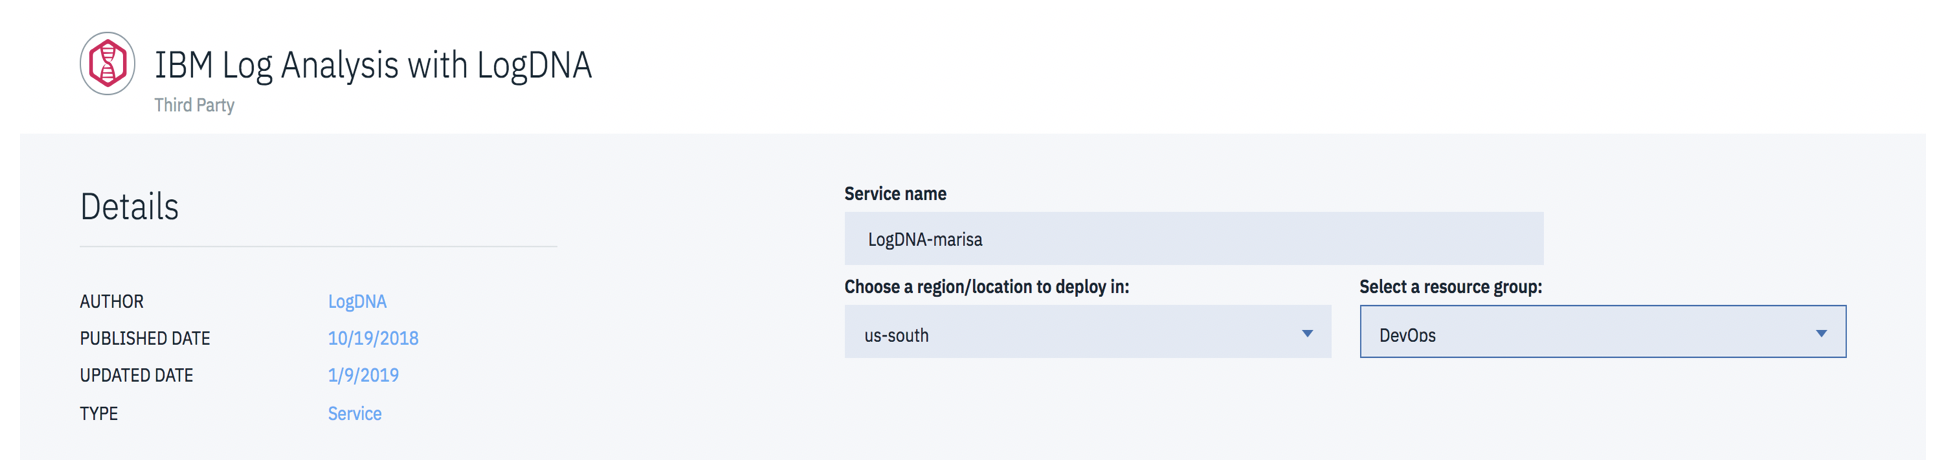 IBM Log Analysis with LogDNA
Third Party
Details
AUTHOR LogDNA
PUBLISHED DATE 10/19/2018
UPDATED DATE 1/9/2019
TYPE Service
Service name
LogDNA-marisa
Choose a region/location to deploy in:
us-south
Select a resource group:
DevOps